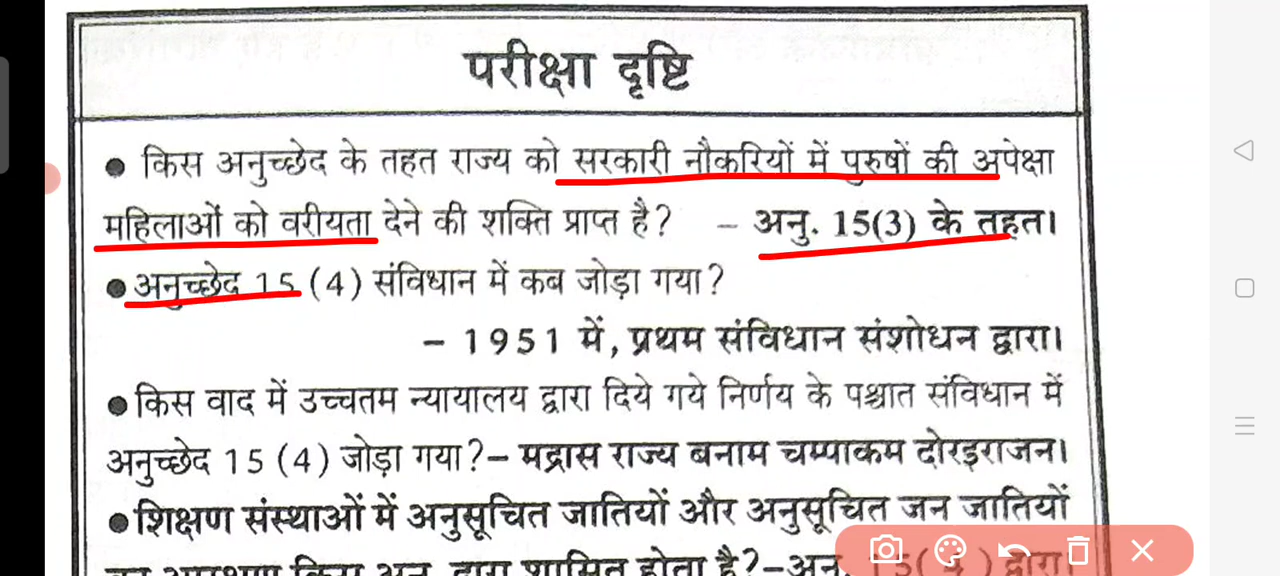 परीक्षा दृष्टि
● किस अनुच्छेद के तहत राज्य को सरकारी नौकरियों में पुरुषों की अपेक्षा
महिलाओं को वरीयता देने की शक्ति प्राप्त है? – अनु. 15(3) के तहत।
● अनुच्छेद 15 (4) संविधान में कब जोड़ा गया?
– 1951 में, प्रथम संविधान संशोधन द्वारा।
● किस वाद में उच्चतम न्यायालय द्वारा दिये गये निर्णय के पश्चात संविधान में
अनुच्छेद 15 (4) जोड़ा गया?– मद्रास राज्य बनाम चम्पाकम दोरइराजन।
● शिक्षण संस्थाओं में अनुसूचित जातियों और अनुसूचित जन जातियों
किस अनु. द्वारा शासित होता है?–अनु. द्वारा